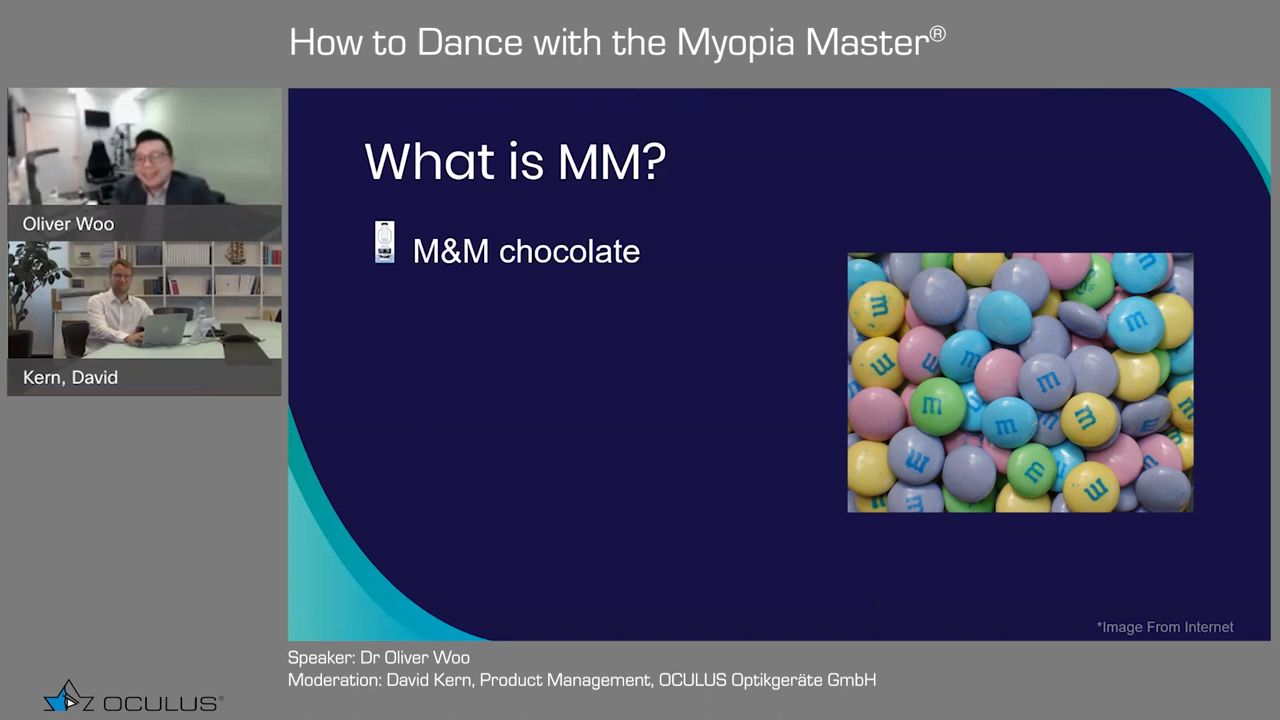 How to Dance with the Myopia Master®
Oliver Woo
Kern, David
What is MM?
M&M chocolate
*Image From Internet
Speaker: Dr Oliver Woo
Moderation: David Kern, Product Management, OCULUS Optikgeräte GmbH
OCULUS®